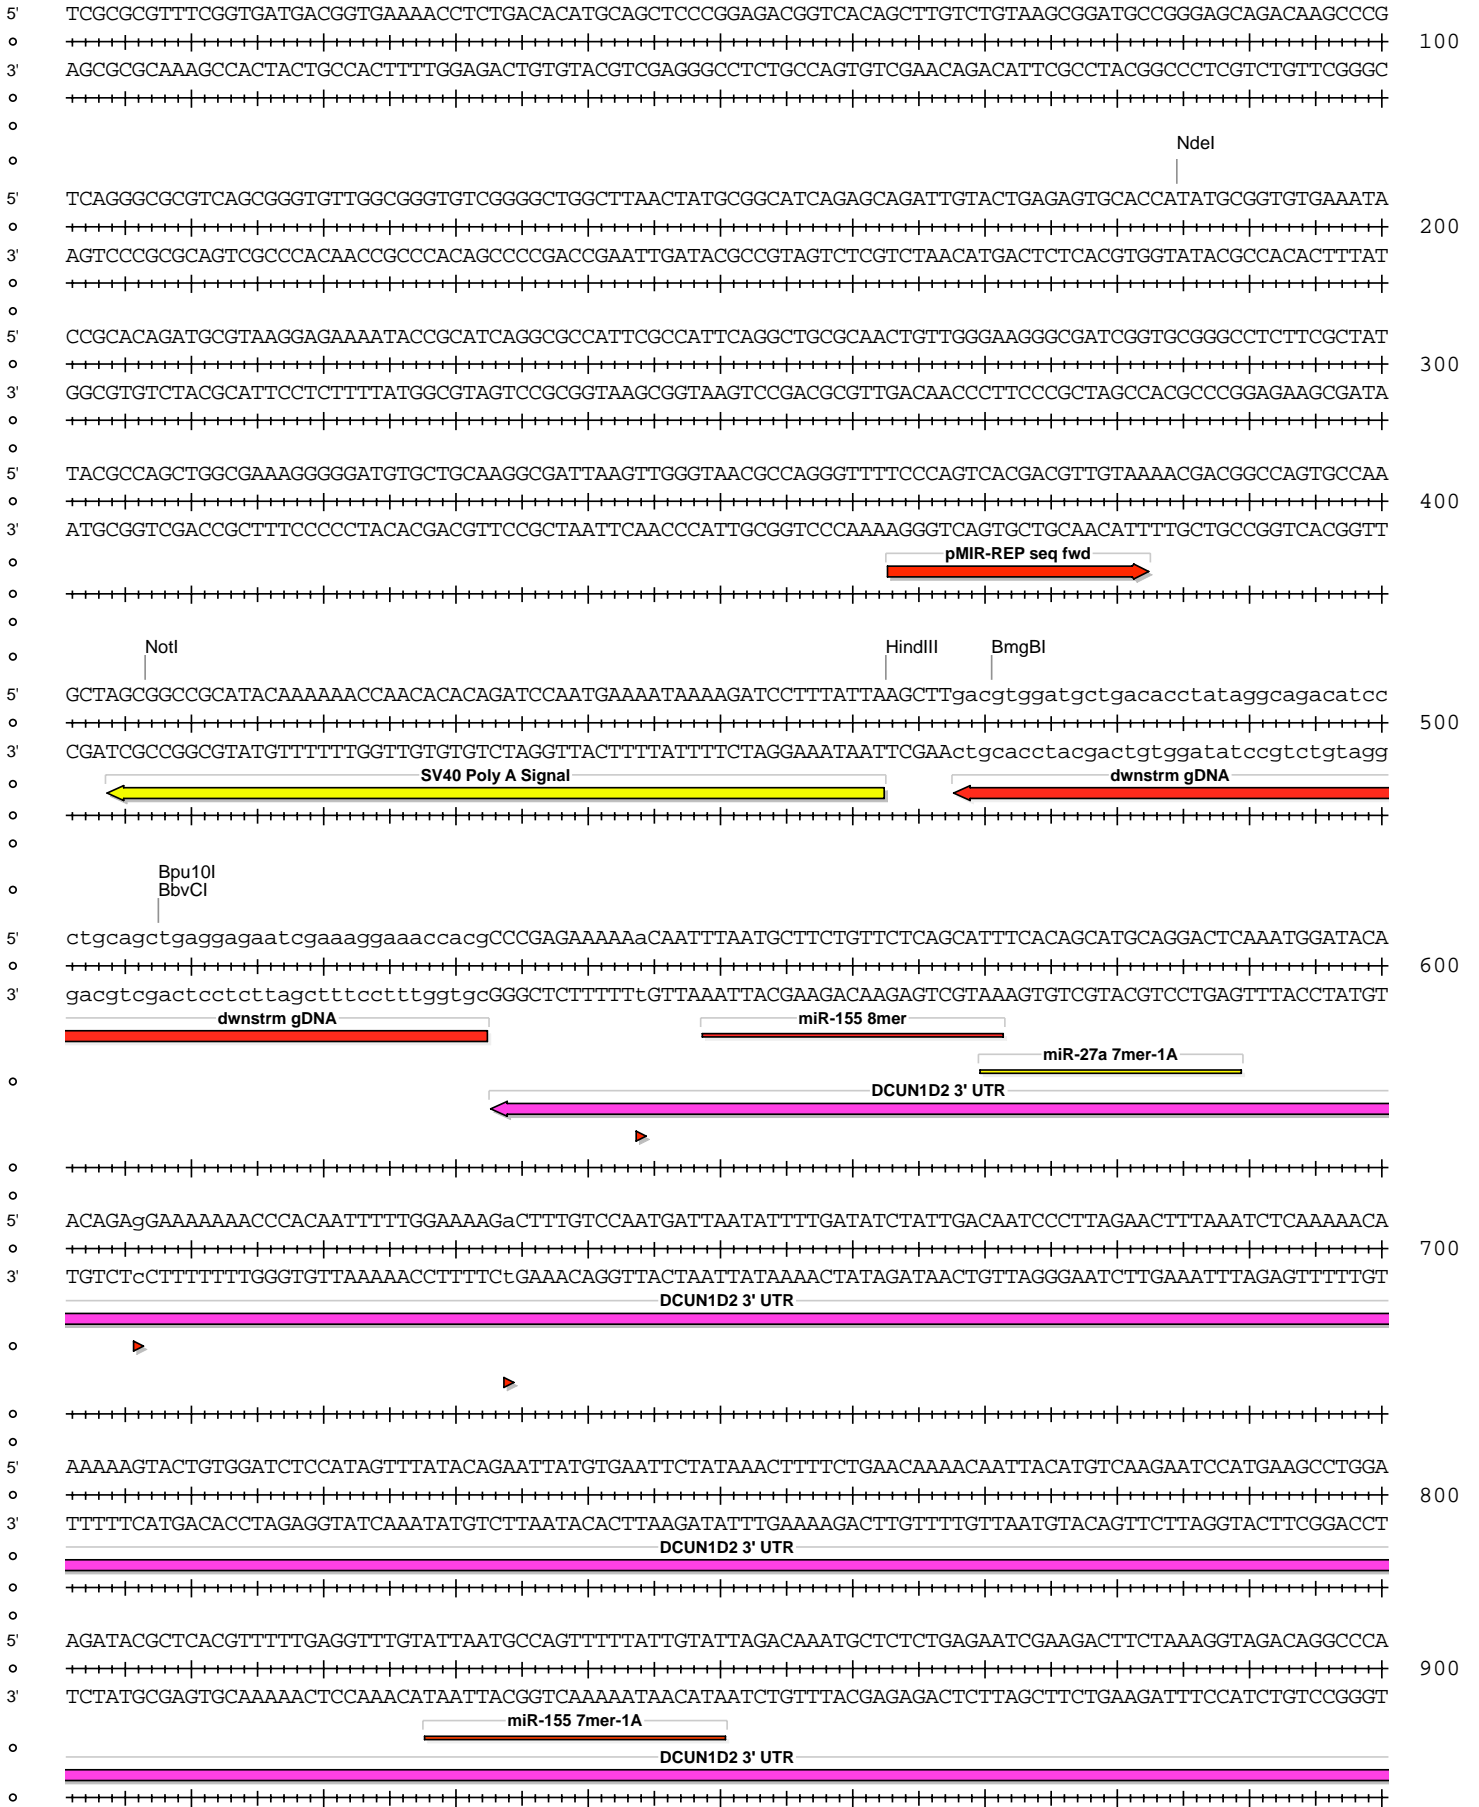 5' TCGCGCGTTTCGGTGATGACGGTGAAAACCTCTGACACATGCAGCTCCCGGAGACGGTCACAGCTTGTCTGTAAGCGGATGCCGGGAGCAGACAAGCCCG
100
3' AGCGCGCAAAGCCACTACTGCCACTTTTGGAGACTGTGTACGTCGAGGGCCTCTGCCAGTGTCGAACAGACATTCGCCTACGGCCCTCGTCTGTTCGGGC
NdeI
5' TCAGGGCGCGTCAGCGGGTGTTGGCGGGTGTCGGGGCTGGCTTAACTATGCGGCATCAGAGCAGATTGTACTGAGAGTGCACCATATGCGGTGTGAAATA
200
3' AGTCCCGCGCAGTCGCCCACAACCGCCCACAGCCCCGACCGAATTGATACGCCGTAGTCTCGTCTAACATGACTCTCACGTGGTATACGCCACACTTTAT
5' CCGCACAGATGCGTAAGGAGAAAATACCGCATCAGGCGCCATTCGCCATTCAGGCTGCGCAACTGTTGGGAAGGGCGATCGGTGCGGGCCTCTTCGCTAT
300
3' GGCGTGTCTACGCATTCCTCTTTTATGGCGTAGTCCGCGGTAAGCGGTAAGTCCGACGCGTTGACAACCCTTCCCGCTAGCCACGCCCGGAGAAGCGATA
5' TACGCCAGCTGGCGAAAGGGGGATGTGCTGCAAGGCGATTAAGTTGGGTAACGCCAGGGTTTTCCCAGTCACGACGTTGTAAAACGACGGCCAGTGCCAA
400
3' ATGCGGTCGACCGCTTTCCCCCTACACGACGTTCCGCTAATTCAACCCATTGCGGTCCCAAAAGGGTCAGTGCTGCAACATTTTGCTGCCGGTCACGGTT
pMIR-REP seq fwd
NotI HindIII BmgBI
5' GCTAGCGGCCGCATACAAAAAACCAACACACAGATCCAATGAAAATAAAAGATCCTTTATTAAGCTTgacgtggatgctgacacctataggcagacatcc
500
3' CGATCGCCGGCGTATGTTTTTTGGTTGTGTGTCTAGGTTACTTTTATTTTCTAGGAAATAATTCGAActgcacctacgactgtggatatccgtctgtagg
SV40 Poly A Signal dwnstrm gDNA
Bpu10I
BbvCI
5' ctgcagctgaggagaatcgaaaggaaaccacgCCCGAGAAAAAaCAATTTAATGCTTCTGTTCTCAGCATTTCACAGCATGCAGGACTCAAATGGATACA
600
3' gacgtcgactcctcttagctttcctttggtgcGGGCTCTTTTTtGTTAAATTACGAAGACAAGAGTCGTAAAGTGTCGTACGTCCTGAGTTTACCTATGT
dwnstrm gDNA miR-155 8mer
miR-27a 7mer-1A
DCUN1D2 3' UTR
5' ACAGAgGAAAAAAACCCACAATTTTTGGAAAAGaCTTTGTCCAATGATTAATATTTTGATATCTATTGACAATCCCTTAGAACTTTAAATCTCAAAAACA
700
3' TGTCTcCTTTTTTTGGGTGTTAAAAACCTTTTCtGAAACAGGTTACTAATTATAAAACTATAGATAACTGTTAGGGAATCTTGAAATTTAGAGTTTTTGT
DCUN1D2 3' UTR
5' AAAAAGTACTGTGGATCTCCATAGTTTATACAGAATTATGTGAATTCTATAAACTTTTCTGAACAAAACAATTACATGTCAAGAATCCATGAAGCCTGGA
800
3' TTTTTCATGACACCTAGAGGTATCAAATATGTCTTAATACACTTAAGATATTTGAAAAGACTTGTTTTGTTAATGTACAGTTCTTAGGTACTTCGGACCT
DCUN1D2 3' UTR
5' AGATACGCTCACGTTTTTGAGGTTTGTATTAATGCCAGTTTTTATTGTATTAGACAAATGCTCTCTGAGAATCGAAGACTTCTAAAGGTAGACAGGCCCA
900
3' TCTATGCGAGTGCAAAAACTCCAAACATAATTACGGTCAAAAATAACATAATCTGTTTACGAGAGACTCTTAGCTTCTGAAGATTTCCATCTGTCCGGGT
miR-155 7mer-1A
DCUN1D2 3' UTR